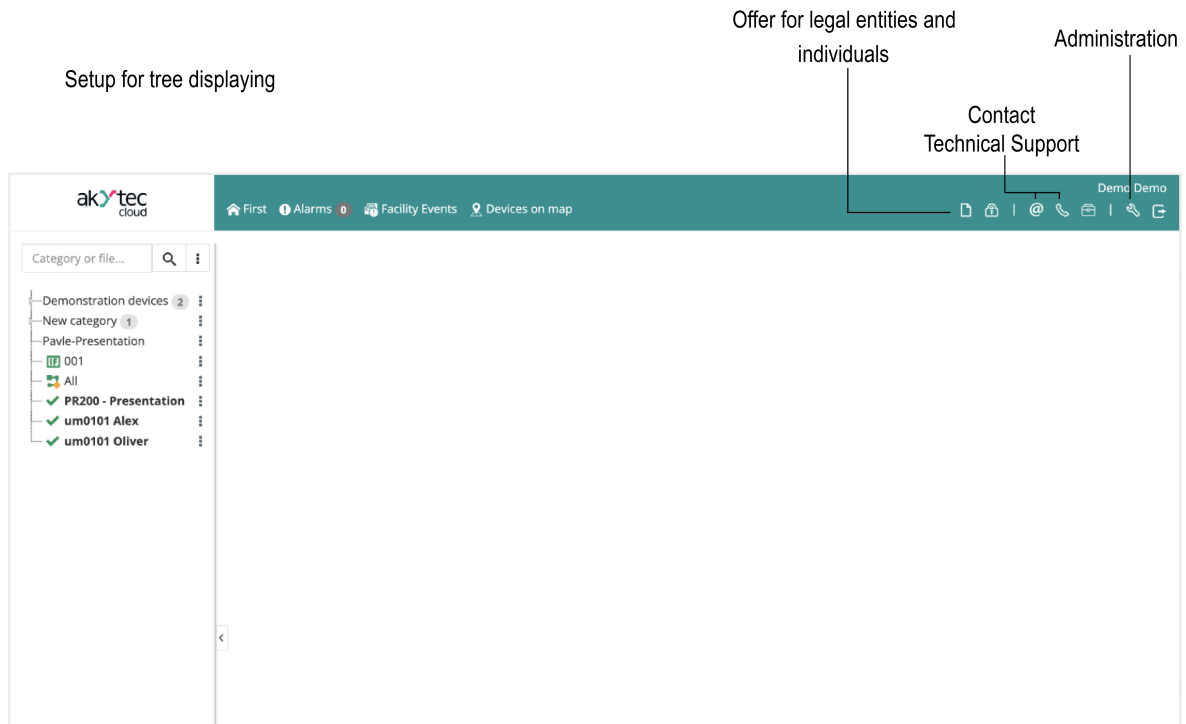 Offer for legal entities and
individuals
Administration
Setup for tree displaying
Contact
Technical Support
akytec
cloud
Demo Demo
First
Alarms 0
Facility Events
Devices on map
Category or file...
Demonstration devices 2
New category 1
Pavle-Presentation
001
All
PR200 - Presentation
um0101 Alex
um0101 Oliver